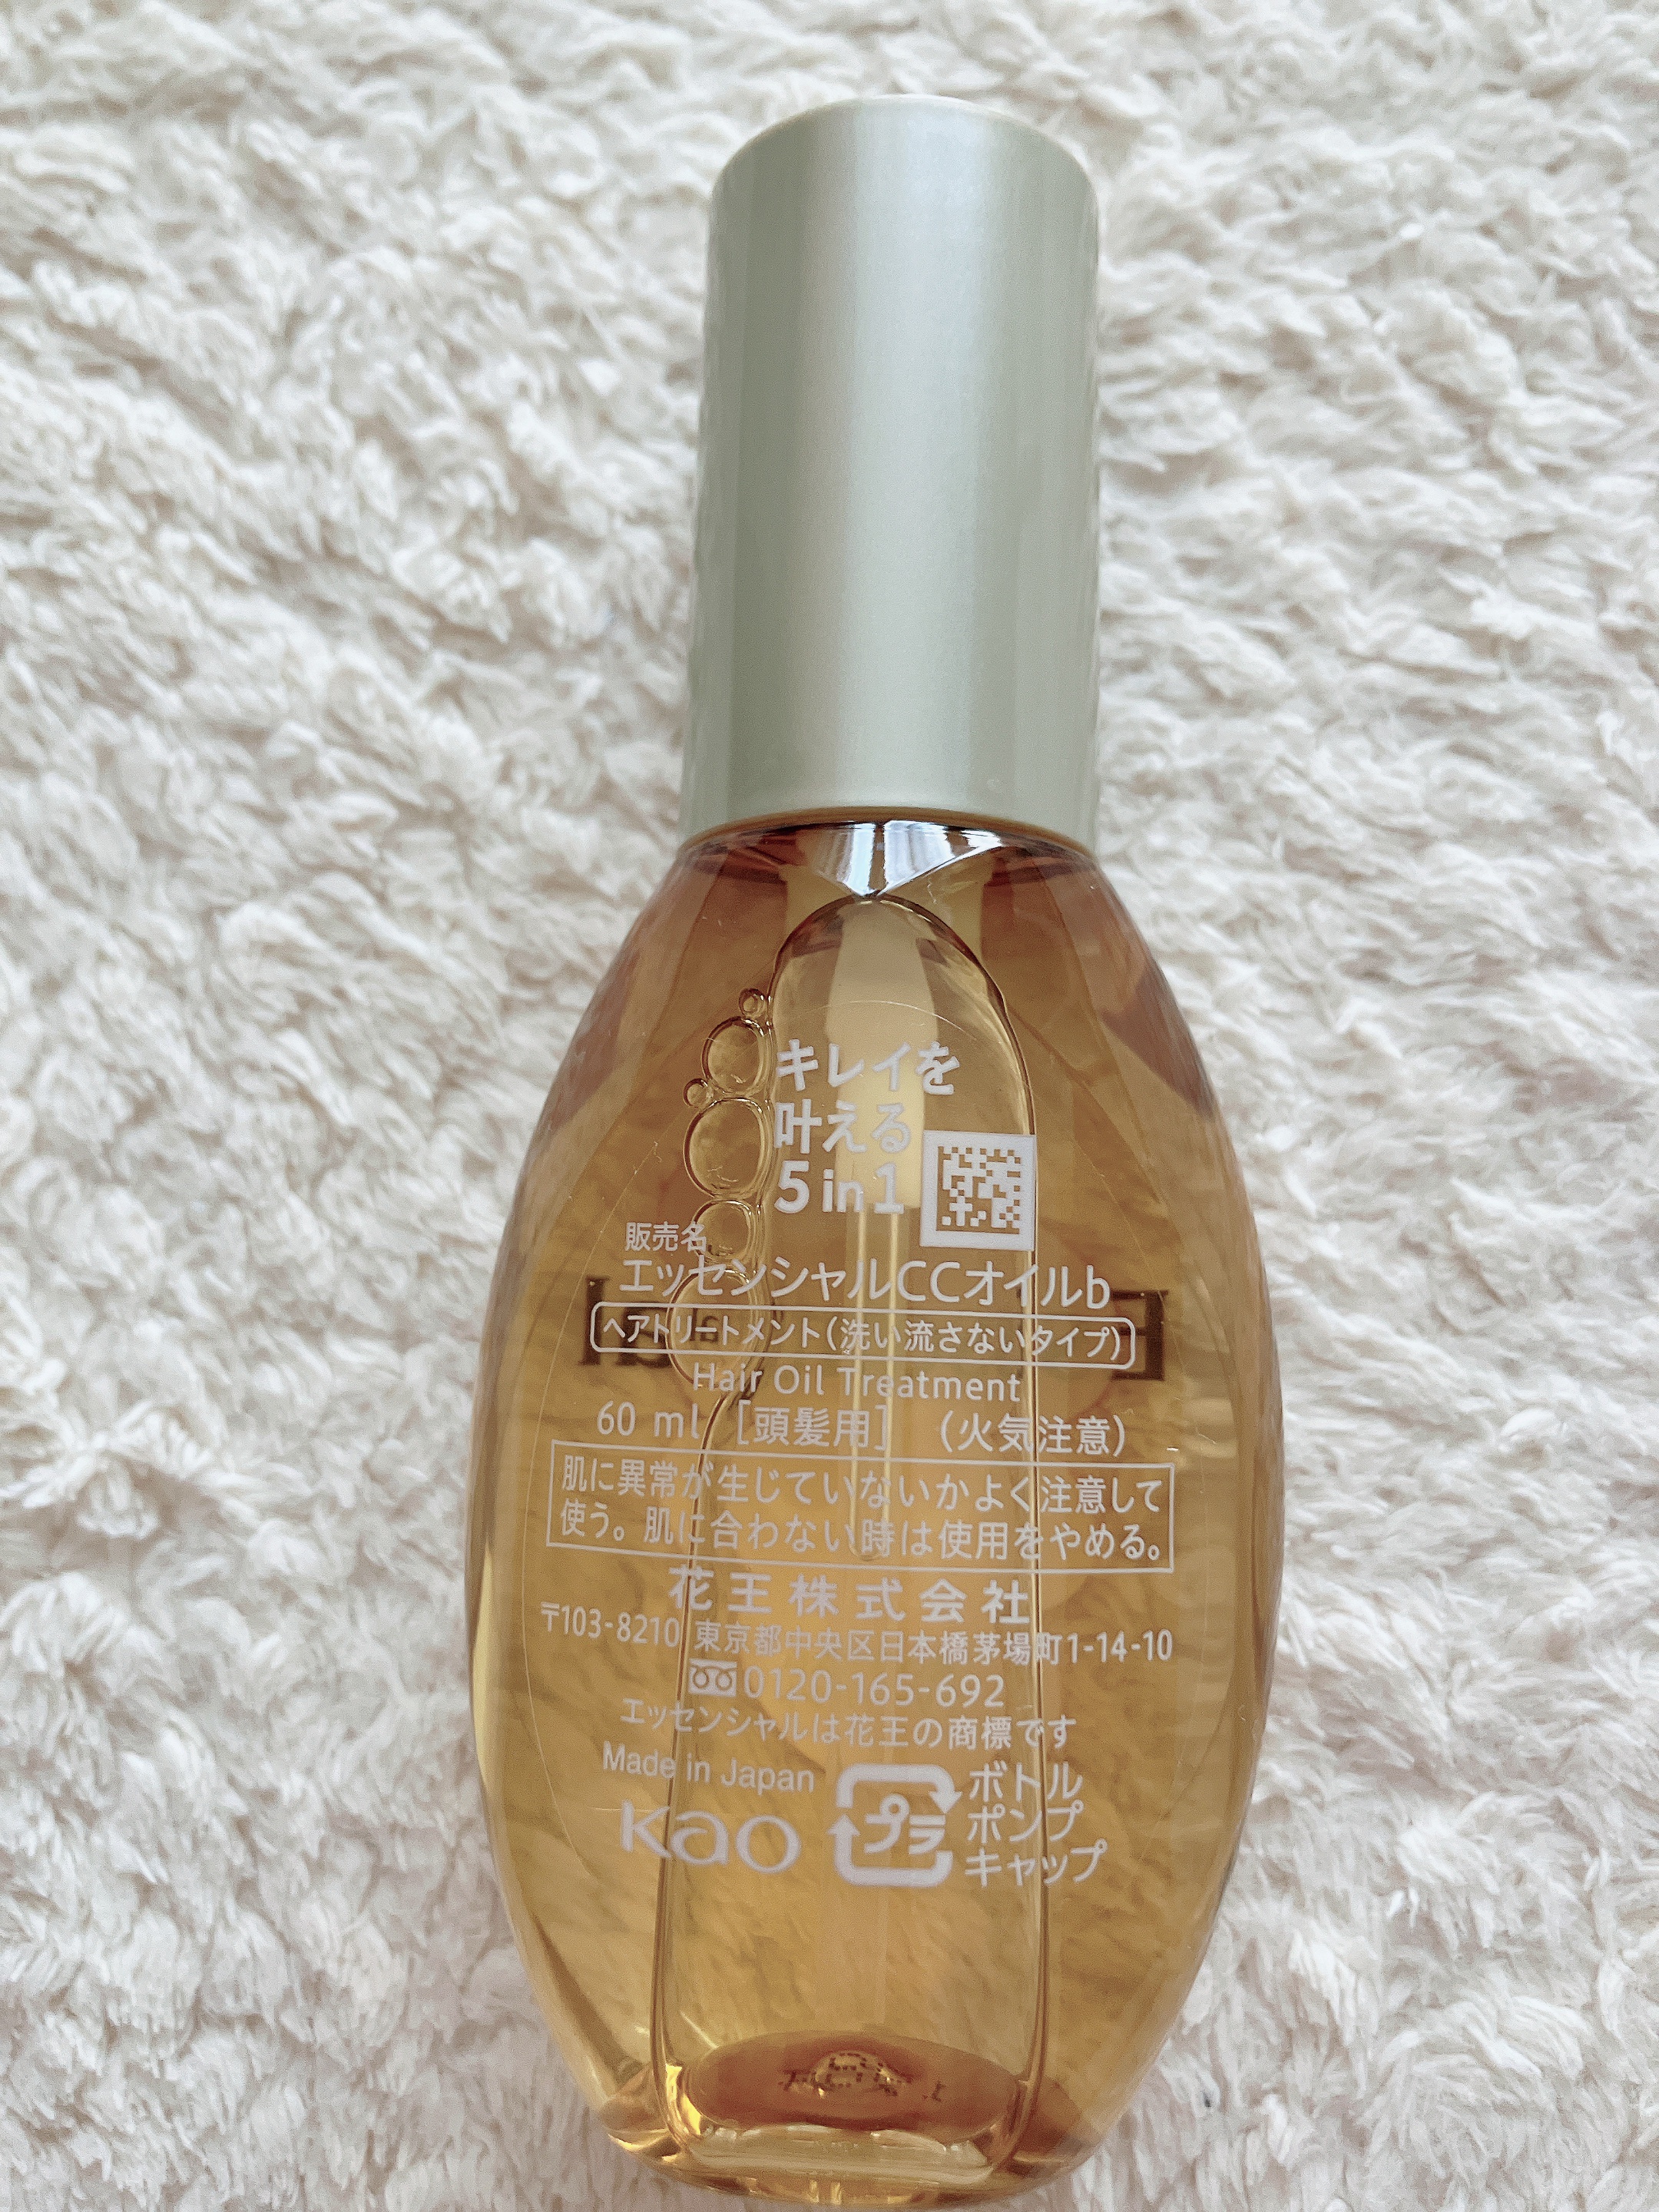 キレイを
叶える
5 in 1
販売名
エッセンシャルCCオイルb
ヘアトリートメント(洗い流さないタイプ)
Hair Oil Treatment
60 ml [頭髪用] (火気注意)
肌に異常が生じていないかよく注意して
使う。肌に合わない時は使用をやめる。
花王株式会社
〒103-8210 東京都中央区日本橋茅場町1-14-10
0120-165-692
エッセンシャルは花王の商標です
Made in Japan
Kao
プラ
ボトル
ポンプ
キャップ